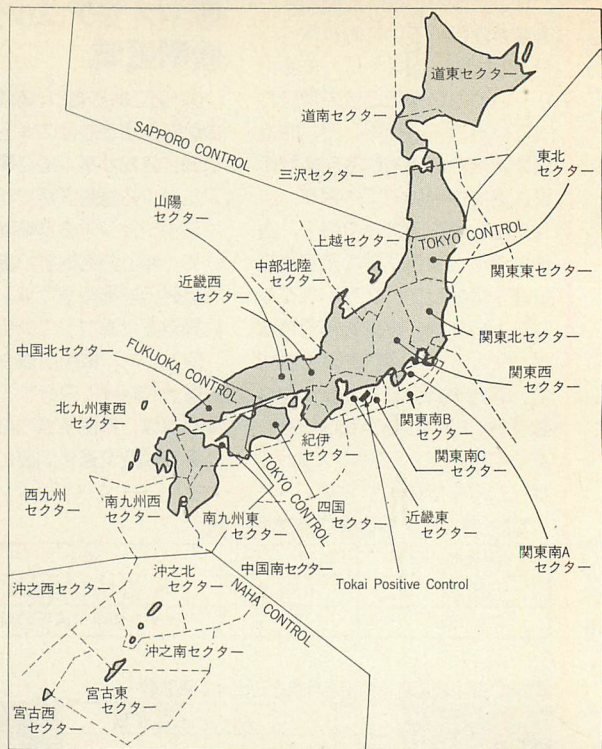 道東セクター
道南セクター
SAPPORO CONTROL
三沢セクター
東北
セクター
山陽
セクター
上越セクター
TOKYO CONTROL
中部北陸
セクター
関東東セクター
近畿西
セクター
関東北セクター
FUKUOKA CONTROL
中国北セクター
関東西
セクター
北九州東西
セクター
関東南B
セクター
紀伊
セクター
関東南C
セクター
TOKYO CONTROL
西九州
セクター
南九州西
セクター
南九州東
セクター
四国
セクター
近畿東
セクター
関東南A
セクター
中国南セクター
沖之北
セクター
沖之西セクター
Tokai Positive Control
NAHA CONTROL
沖之南セクター
宮古東
セクター
宮古西
セクター